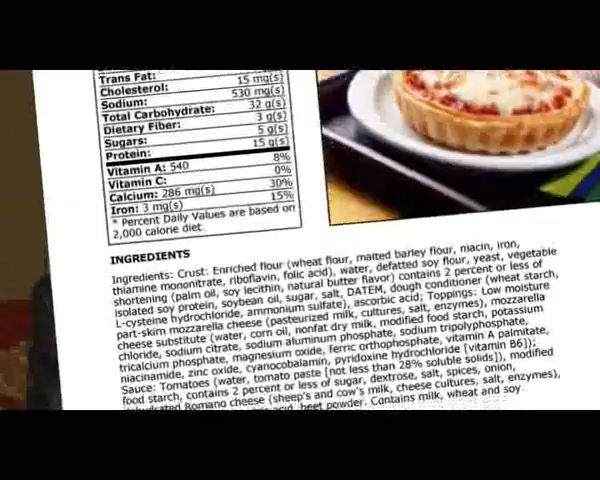 Trans Fat:
Cholesterol: 15 mg(s)
Sodium: 530 mg(s)
Total Carbohydrate: 32 g(s)
Dietary Fiber: 3 g(s)
Sugars: 5 g(s)
Protein: 15 g(s)
Vitamin A: 540 8%
Vitamin C: 0%
Calcium: 286 mg(s) 30%
Iron: 3 mg(s) 15%
* Percent Daily Values are based on
2,000 calorie diet
INGREDIENTS
Ingredients: Crust: Enriched flour (wheat flour, malted barley flour, niacin, iron,
thiamine mononitrate, riboflavin, folic acid), water, defatted soy flour, yeast, vegetable
shortening (palm oil, soy lecithin, natural butter flavor) contains 2 percent or less of
isolated soy protein, soybean oil, sugar, salt, DATEM, dough conditioner (wheat starch,
L-cysteine hydrochloride, ammonium sulfate), ascorbic acid; Toppings: Low moisture
part-skim mozzarella cheese (pasteurized milk, cultures, salt, enzymes), mozzarella
cheese substitute (water, corn oil, nonfat dry milk, modified food starch, potassium
chloride, sodium citrate, sodium aluminum phosphate, sodium tripolyphosphate,
tricalcium phosphate, magnesium oxide, ferric orthophosphate, vitamin A palmitate,
niacinamide, zinc oxide, cyanocobalamin, pyridoxine hydrochloride [vitamin B6]);
Sauce: Tomatoes (water, tomato paste [not less than 28% soluble solids]), modified
food starch, contains 2 percent or less of sugar, dextrose, salt, spices, onion,
dehydrated Romano cheese (sheep's and cow's milk, cheese cultures, salt, enzymes),
acid, beet powder. Contains milk, wheat and soy.